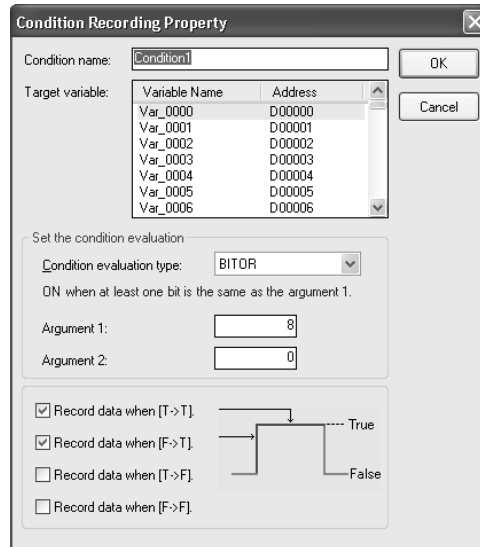 Condition Recording Property
Condition name: Condition1
OK
Target variable:
Cancel
Variable Name Address
Var_0000 D00000
Var_0001 D00001
Var_0002 D00002
Var_0003 D00003
Var_0004 D00004
Var_0005 D00005
Var_0006 D00006
Set the condition evaluation
Condition evaluation type: BITOR
ON when at least one bit is the same as the argument 1.
Argument 1: 8
Argument 2: 0
Record data when [T->T].
Record data when [F->T].
Record data when [T->F].
Record data when [F->F].
True
False